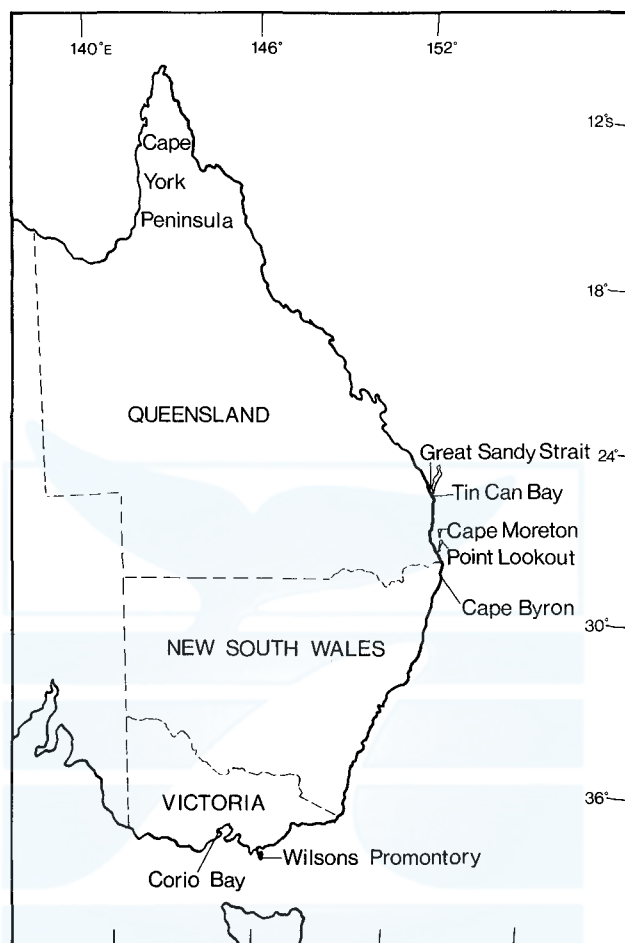 140°E 146° 152°
12°S
Cape
York
Peninsula
18°
QUEENSLAND
24°
Great Sandy Strait
Tin Can Bay
Cape Moreton
Point Lookout
Cape Byron
30°
NEW SOUTH WALES
36°
VICTORIA
Wilsons Promontory
Corio Bay